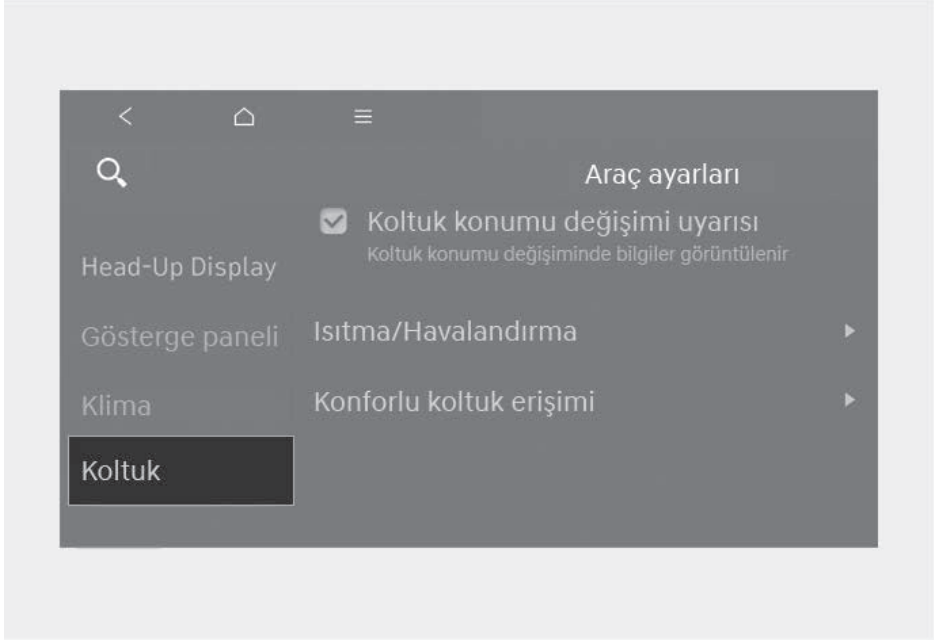 Araç ayarları
Head-Up Display
Gösterge paneli
Klima
Koltuk
Koltuk konumu değişimi uyarısı
Koltuk konumu değişiminde bilgiler görüntülenir
Isıtma/Havalandırma
Konforlu koltuk erişimi